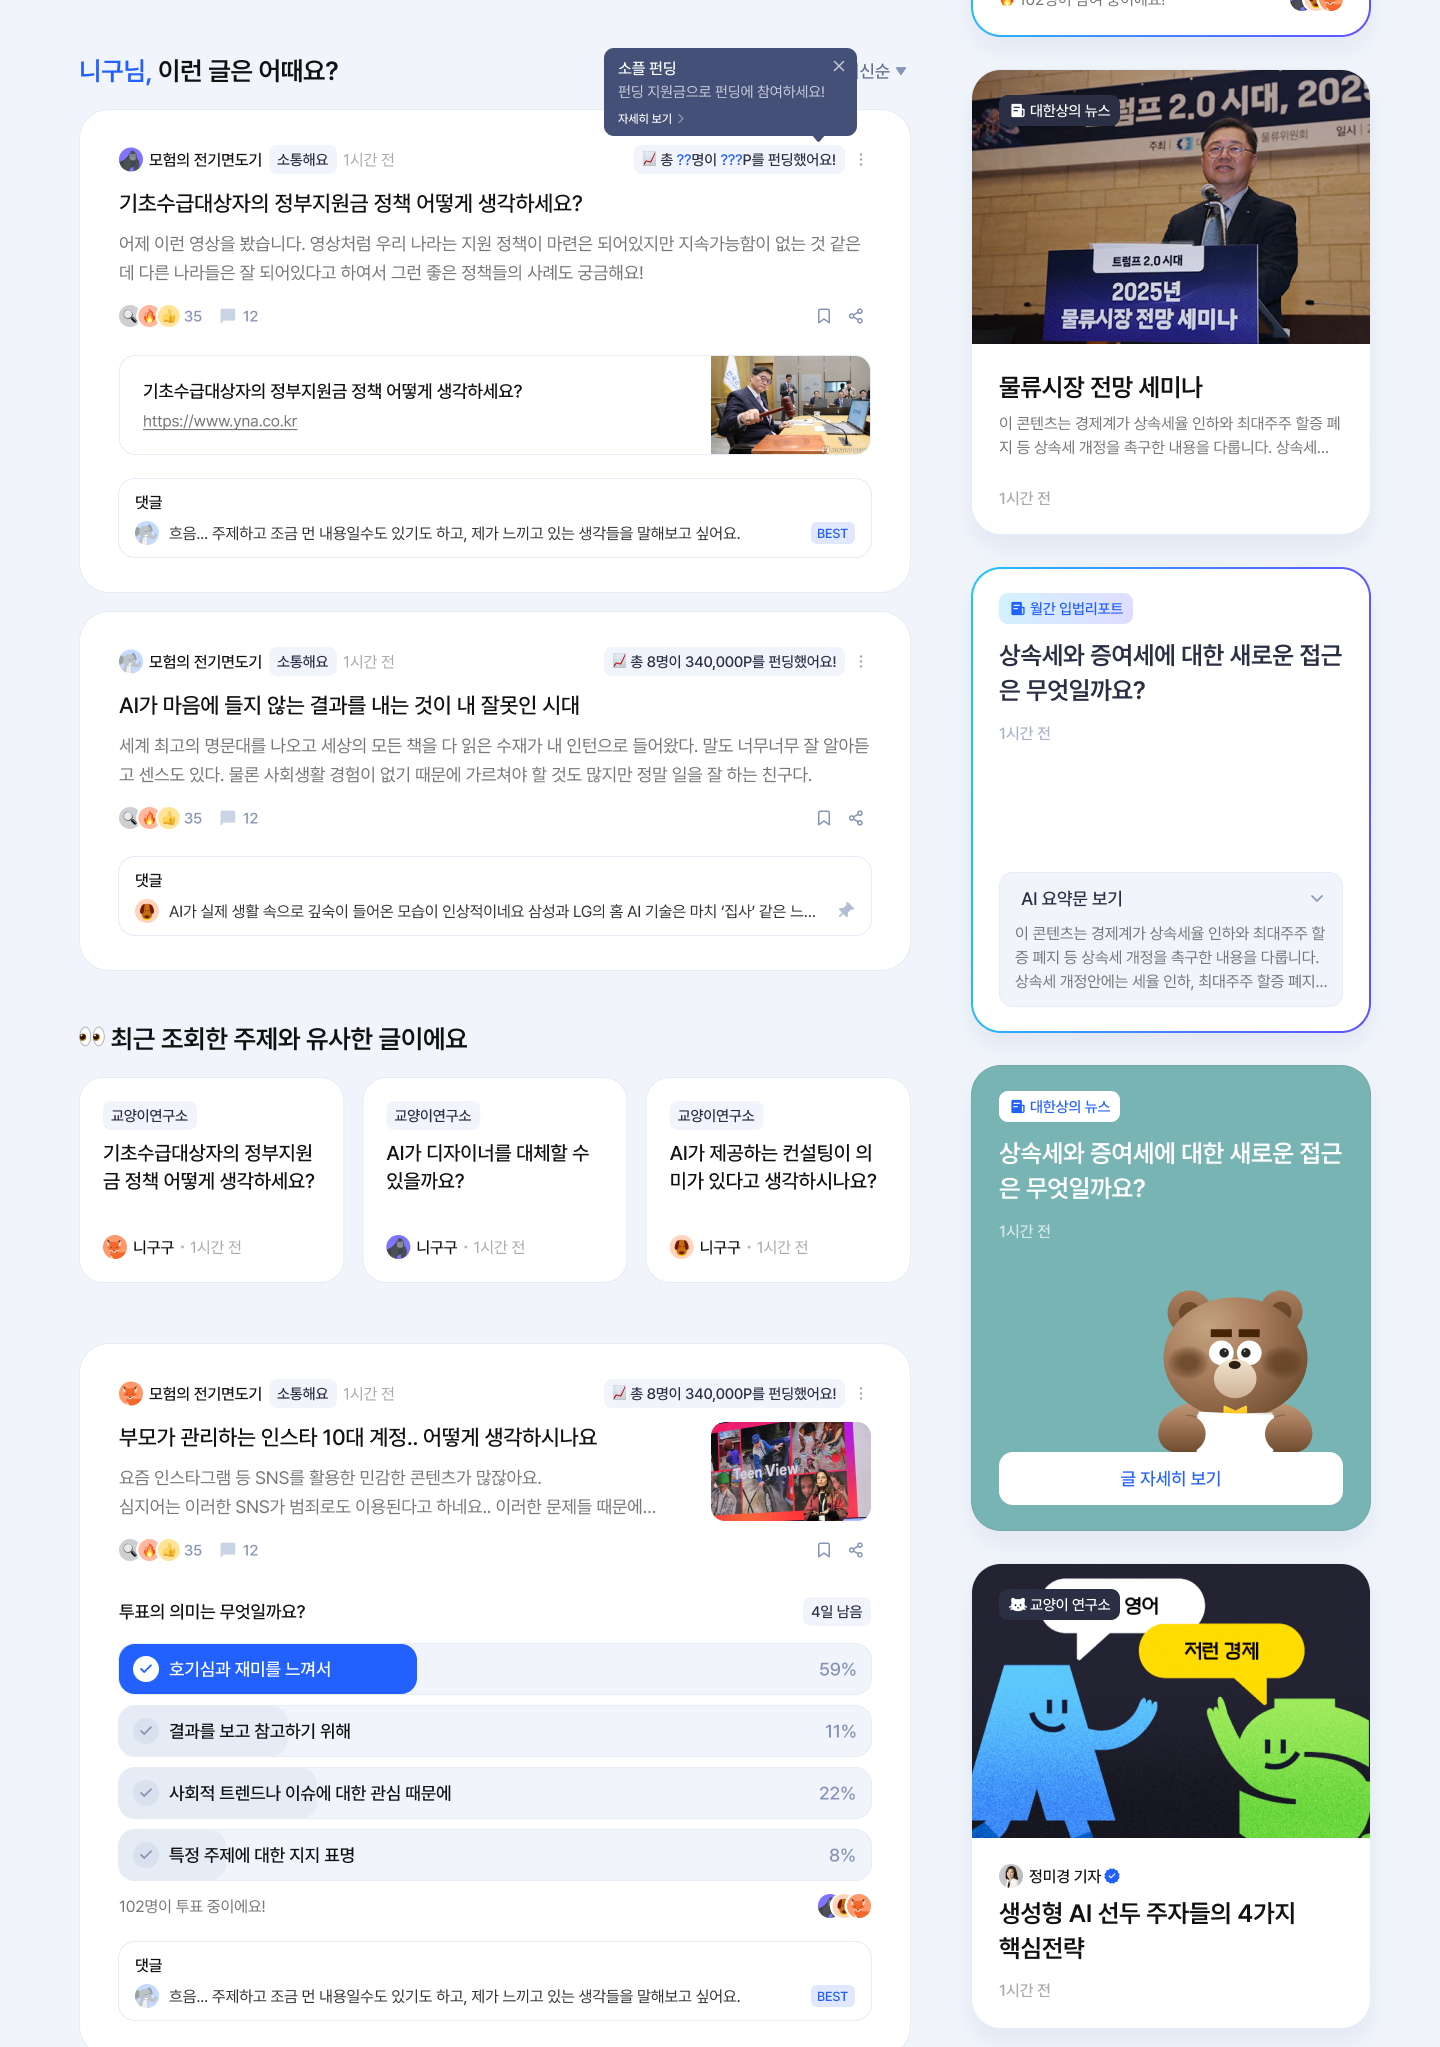 니구님, 이런 글은 어때요?
소플 펀딩
펀딩 지원금으로 펀딩에 참여하세요!
자세히 보기
신순
모험의 전기면도기 소통해요 1시간 전
총 ??명이 ???P를 펀딩했어요!
기초수급대상자의 정부지원금 정책 어떻게 생각하세요?
어제 이런 영상을 봤습니다. 영상처럼 우리 나라는 지원 정책이 마련은 되어있지만 지속가능함이 없는 것 같은
데 다른 나라들은 잘 되어있다고 하여서 그런 좋은 정책들의 사례도 궁금해요!
35 12
기초수급대상자의 정부지원금 정책 어떻게 생각하세요?
https://www.yna.co.kr
댓글
흐음... 주제하고 조금 먼 내용일수도 있기도 하고, 제가 느끼고 있는 생각들을 말해보고 싶어요.
BEST
모험의 전기면도기 소통해요 1시간 전
총 8명이 340,000P를 펀딩했어요!
AI가 마음에 들지 않는 결과를 내는 것이 내 잘못인 시대
세계 최고의 명문대를 나오고 세상의 모든 책을 다 읽은 수재가 내 인턴으로 들어왔다. 말도 너무너무 잘 알아듣
고 센스도 있다. 물론 사회생활 경험이 없기 때문에 가르쳐야 할 것도 많지만 정말 일을 잘 하는 친구다.
35 12
댓글
AI가 실제 생활 속으로 깊숙이 들어온 모습이 인상적이네요 삼성과 LG의 홈 AI 기술은 마치 ‘집사’ 같은 느...
최근 조회한 주제와 유사한 글이에요
교양이연구소
기초수급대상자의 정부지원
금 정책 어떻게 생각하세요?
니구구 · 1시간 전
교양이연구소
AI가 디자이너를 대체할 수
있을까요?
니구구 · 1시간 전
교양이연구소
AI가 제공하는 컨설팅이 의
미가 있다고 생각하시나요?
니구구 · 1시간 전
모험의 전기면도기 소통해요 1시간 전
총 8명이 340,000P를 펀딩했어요!
부모가 관리하는 인스타 10대 계정.. 어떻게 생각하시나요
요즘 인스타그램 등 SNS를 활용한 민감한 콘텐츠가 많잖아요.
심지어는 이러한 SNS가 범죄로도 이용된다고 하네요.. 이러한 문제들 때문에...
Teen View
35 12
투표의 의미는 무엇일까요?
4일 남음
호기심과 재미를 느껴서 59%
결과를 보고 참고하기 위해 11%
사회적 트렌드나 이슈에 대한 관심 때문에 22%
특정 주제에 대한 지지 표명 8%
102명이 투표 중이에요!
댓글
흐음... 주제하고 조금 먼 내용일수도 있기도 하고, 제가 느끼고 있는 생각들을 말해보고 싶어요.
BEST
102명이 참여 중이에요!
대한상의 뉴스
럼프 2.0 시대, 202
주최
물류위원회
일시
트럼프 2.0 시대
2025년
물류시장 전망 세미나
물류시장 전망 세미나
이 콘텐츠는 경제계가 상속세율 인하와 최대주주 할증 폐
지 등 상속세 개정을 촉구한 내용을 다룹니다. 상속세...
1시간 전
월간 입법리포트
상속세와 증여세에 대한 새로운 접근
은 무엇일까요?
1시간 전
AI 요약문 보기
이 콘텐츠는 경제계가 상속세율 인하와 최대주주 할
증 폐지 등 상속세 개정을 촉구한 내용을 다룹니다.
상속세 개정안에는 세율 인하, 최대주주 할증 폐지...
대한상의 뉴스
상속세와 증여세에 대한 새로운 접근
은 무엇일까요?
1시간 전
글 자세히 보기
교양이 연구소
영어
저런 경제
정미경 기자
생성형 AI 선두 주자들의 4가지
핵심전략
1시간 전